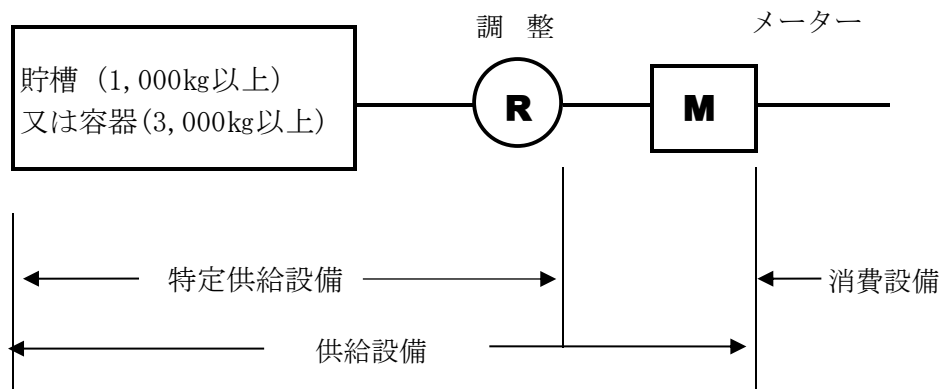 調 整
メーター
貯槽 (1,000kg以上)
又は容器(3,000kg以上)
R
M
特定供給設備
消費設備
供給設備